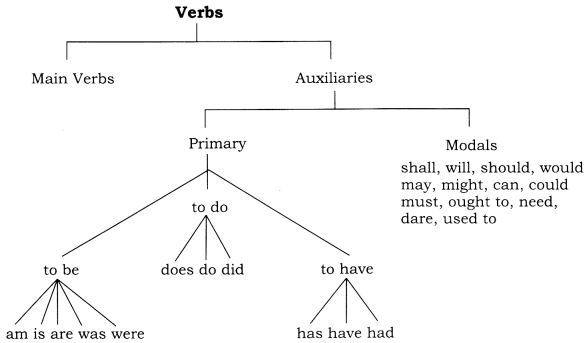 Verbs
Main Verbs
Auxiliaries
Primary
Modals
shall, will, should, would
may, might, can, could
must, ought to, need,
dare, used to
to do
does do did
to be
to have
am is are was were
has have had